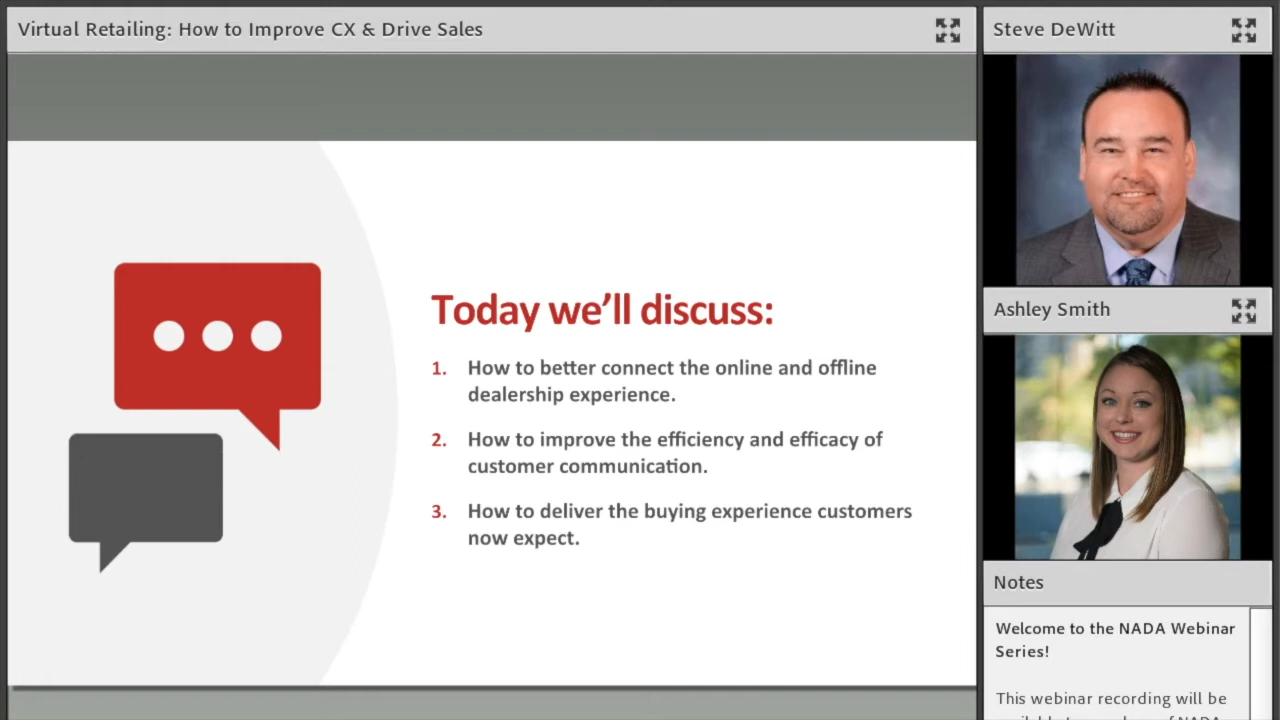 Virtual Retailing: How to Improve CX & Drive Sales
Today we'll discuss:
1. How to better connect the online and offline
dealership experience.
2. How to improve the efficiency and efficacy of
customer communication.
3. How to deliver the buying experience customers
now expect.
Steve DeWitt
Ashley Smith
Notes
Welcome to the NADA Webinar
Series!
This webinar recording will be